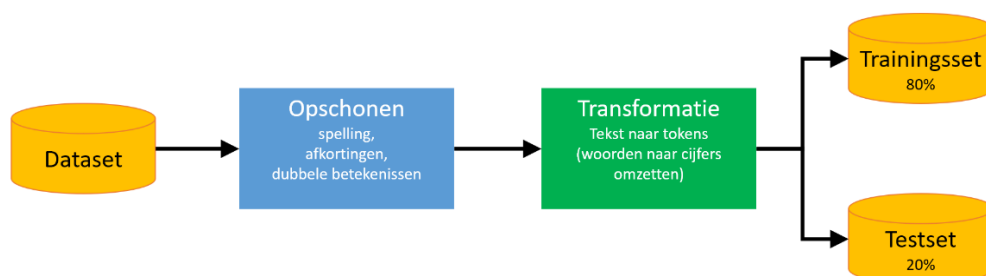 Dataset
Opschonen
spelling,
afkortingen,
dubbele betekenissen
Transformatie
Tekst naar tokens
(woorden naar cijfers
omzetten)
Trainingsset
80%
Testset
20%